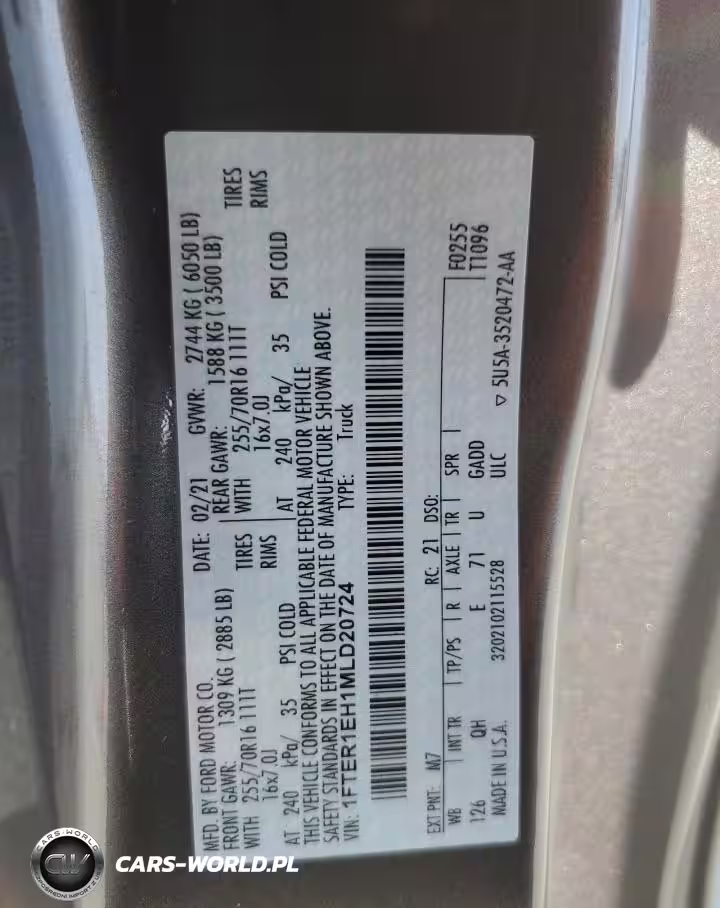 MFD. BY FORD MOTOR CO. DATE: 02/21 GVWR: 2744 KG ( 6050 LB)
FRONT GAWR: 1309 KG ( 2885 LB) REAR GAWR: 1588 KG ( 3500 LB)
WITH 255/70R16 111T TIRES WITH 255/70R16 111T TIRES
16x7.0J RIMS 16x7.0J RIMS
AT 240 kPa/ 35 PSI COLD AT 240 kPa/ 35 PSI COLD
THIS VEHICLE CONFORMS TO ALL APPLICABLE FEDERAL MOTOR VEHICLE
SAFETY STANDARDS IN EFFECT ON THE DATE OF MANUFACTURE SHOWN ABOVE.
VIN: 1FTER1EH1MLD20724 TYPE: Truck
EXT PNT: M7 RC: 21 DSO: F0255
WB INT TR TP/PS R AXLE TR SPR T1096
126 QH E 71 U GADD
MADE IN U.S.A. 3202102115528 ULC ▽ 5U5A-3520472-AA
CARS-WORLD
CW
CARS-WORLD.PL